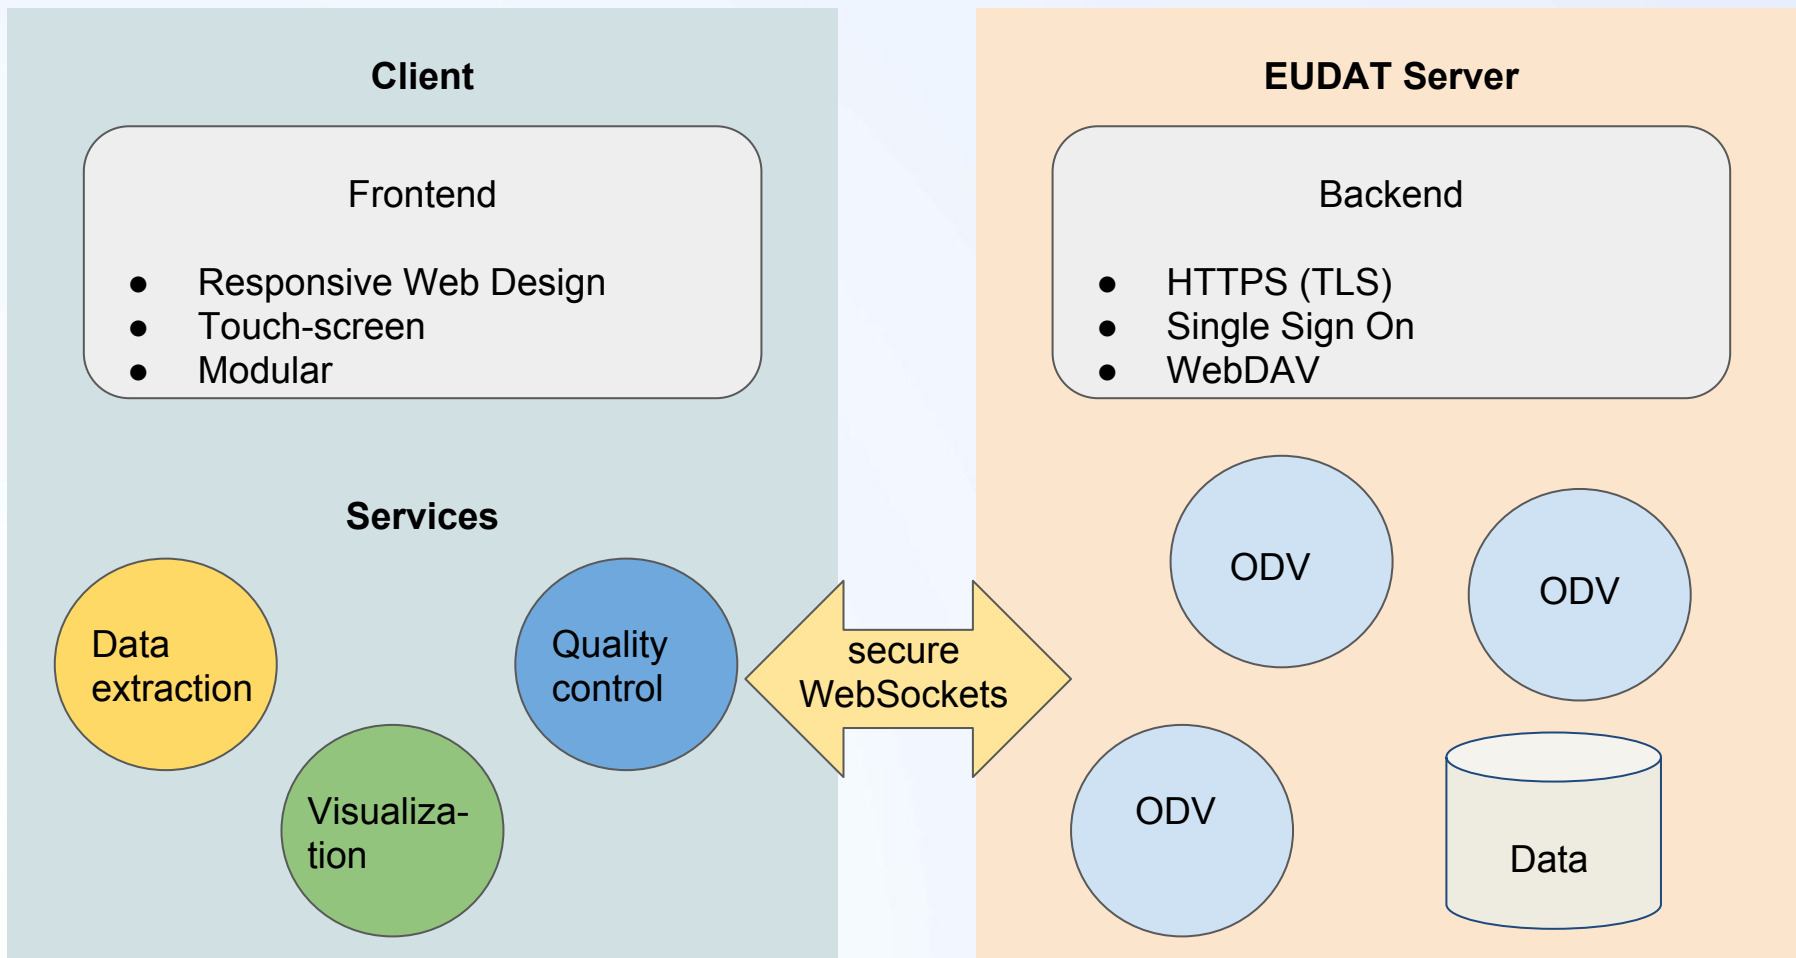 Client
Frontend
● Responsive Web Design
● Touch-screen
● Modular
Services
Data
extraction
Visualiza-
tion
Quality
control
secure
WebSockets
EUDAT Server
Backend
● HTTPS (TLS)
● Single Sign On
● WebDAV
ODV
ODV
ODV
Data